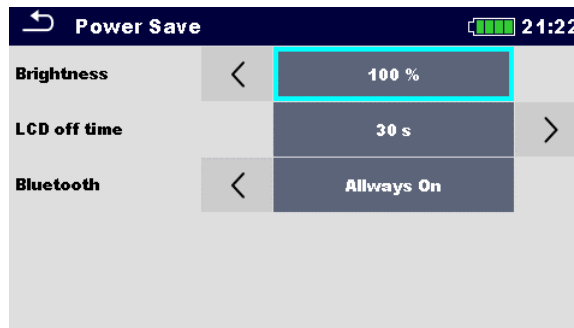 Power Save 21:22
Brightness 100 %
LCD off time 30 s
Bluetooth Allways On